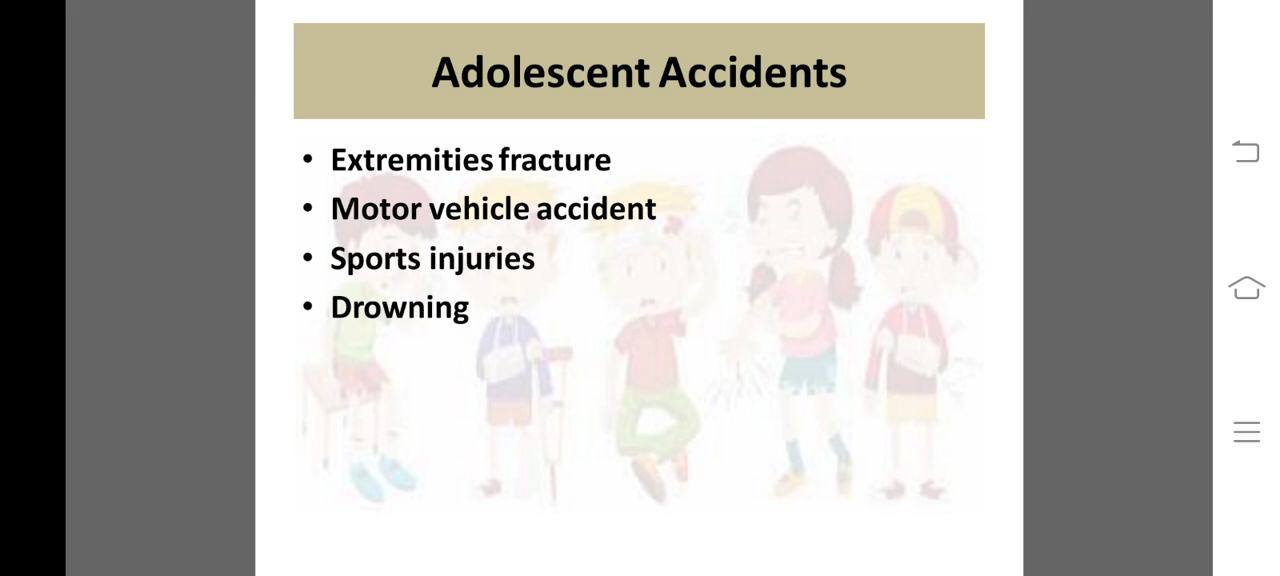 Adolescent Accidents
• Extremities fracture
• Motor vehicle accident
• Sports injuries
• Drowning